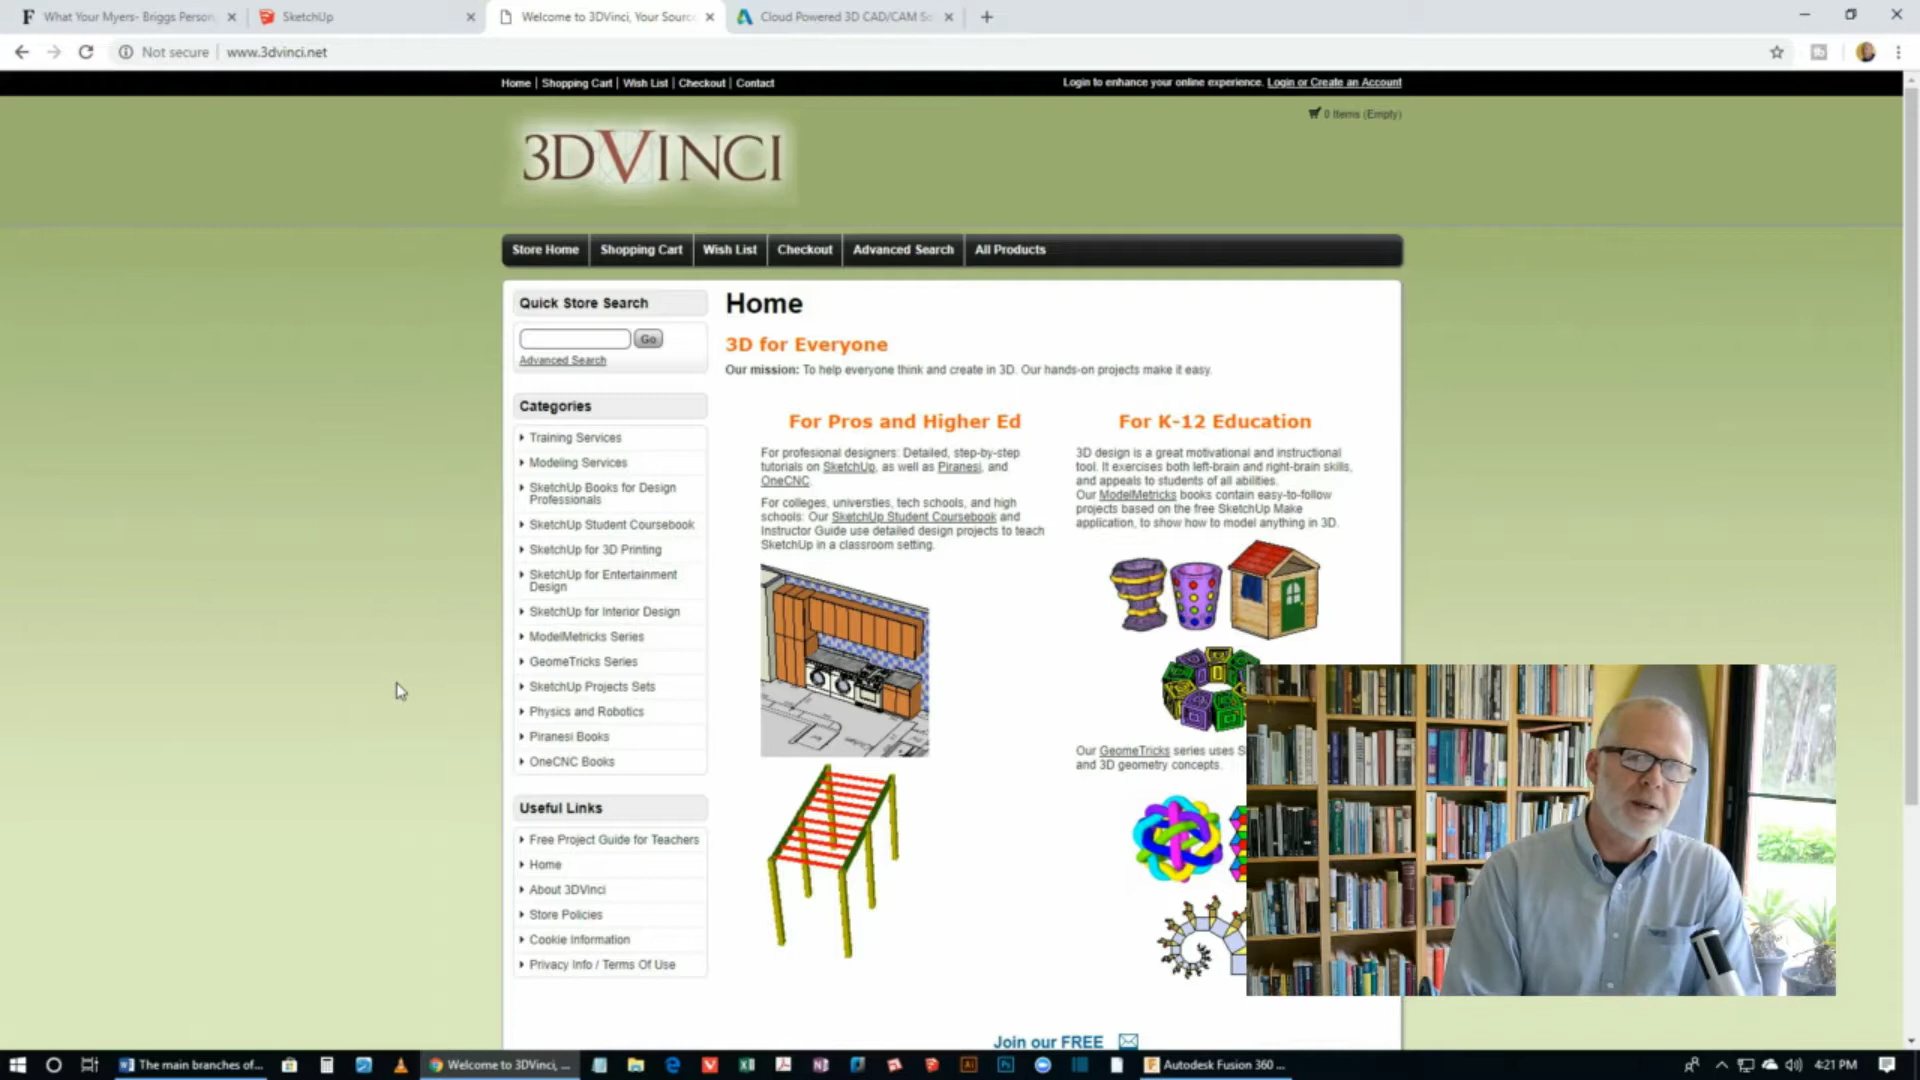 What Your Myers- Briggs Person
SketchUp
Welcome to 3DVinci, Your Sourc
Cloud Powered 3D CAD/CAM So
Not secure
www.3dvinci.net
Home | Shopping Cart | Wish List | Checkout | Contact
Login to enhance your online experience. Login or Create an Account
0 Items (Empty)
3DVINCI
Store Home
Shopping Cart
Wish List
Checkout
Advanced Search
All Products
Quick Store Search
Go
Advanced Search
Categories
Training Services
Modeling Services
SketchUp Books for Design
Professionals
SketchUp Student Coursebook
SketchUp for 3D Printing
SketchUp for Entertainment
Design
SketchUp for Interior Design
ModelMetricks Series
GeomeTricks Series
SketchUp Projects Sets
Physics and Robotics
Piranesi Books
OneCNC Books
Useful Links
Free Project Guide for Teachers
Home
About 3DVinci
Store Policies
Cookie Information
Privacy Info / Terms Of Use
Home
3D for Everyone
Our mission: To help everyone think and create in 3D. Our hands-on projects make it easy.
For Pros and Higher Ed
For profesional designers: Detailed, step-by-step
tutorials on SketchUp, as well as Piranesi, and
OneCNC.
For colleges, universties, tech schools, and high
schools: Our SketchUp Student Coursebook and
Instructor Guide use detailed design projects to teach
SketchUp in a classroom setting.
For K-12 Education
3D design is a great motivational and instructional
tool. It exercises both left-brain and right-brain skills,
and appeals to students of all abilities.
Our ModelMetricks books contain easy-to-follow
projects based on the free SketchUp Make
application, to show how to model anything in 3D.
Our GeomeTricks series uses S
and 3D geometry concepts.
Join our FREE
The main branches of...
Welcome to 3DVinci, ...
Autodesk Fusion 360 ...
4:21 PM